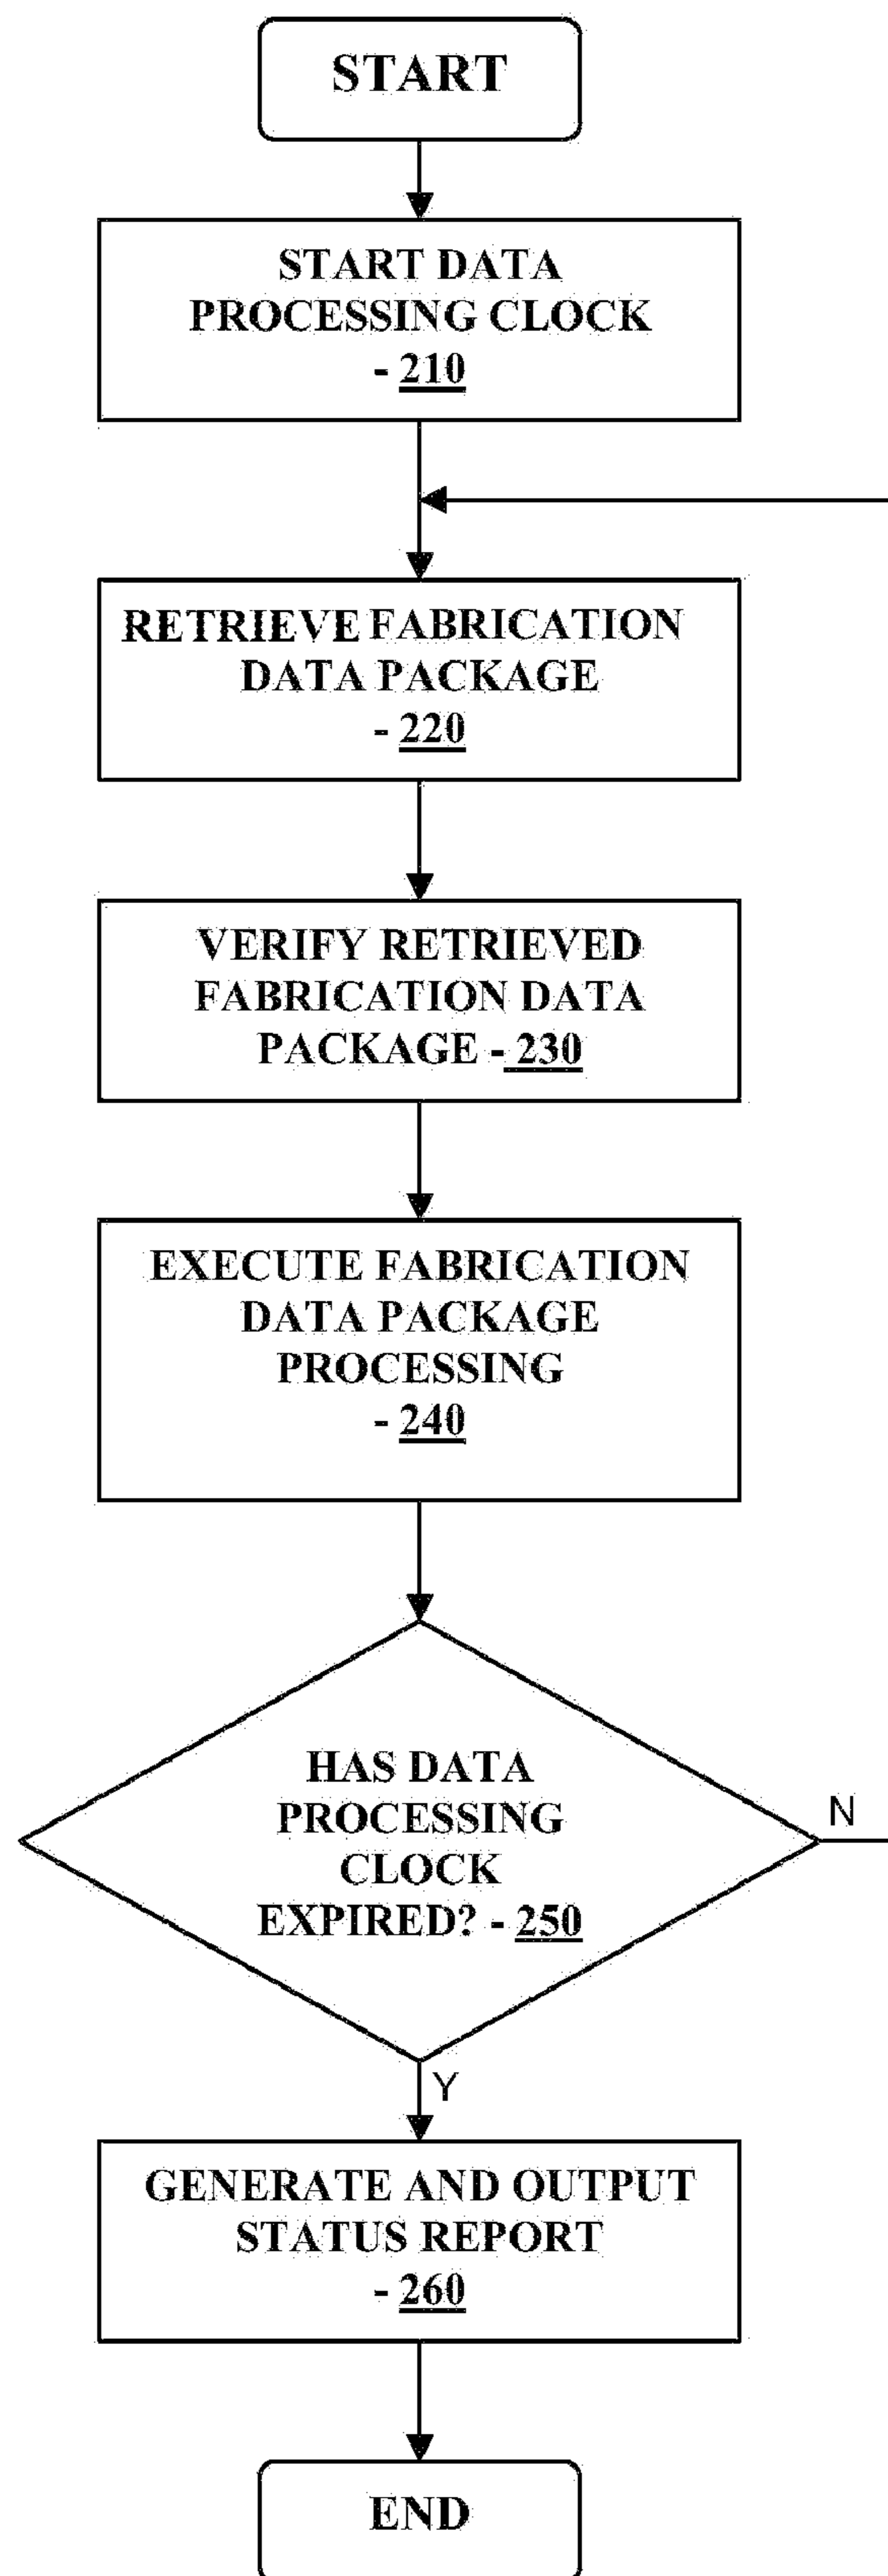 START
START DATA
PROCESSING CLOCK
- 210
RETRIEVE FABRICATION
DATA PACKAGE
- 220
VERIFY RETRIEVED
FABRICATION DATA
PACKAGE - 230
EXECUTE FABRICATION
DATA PACKAGE
PROCESSING
- 240
HAS DATA
PROCESSING
CLOCK
EXPIRED? - 250
N
Y
GENERATE AND OUTPUT
STATUS REPORT
- 260
END